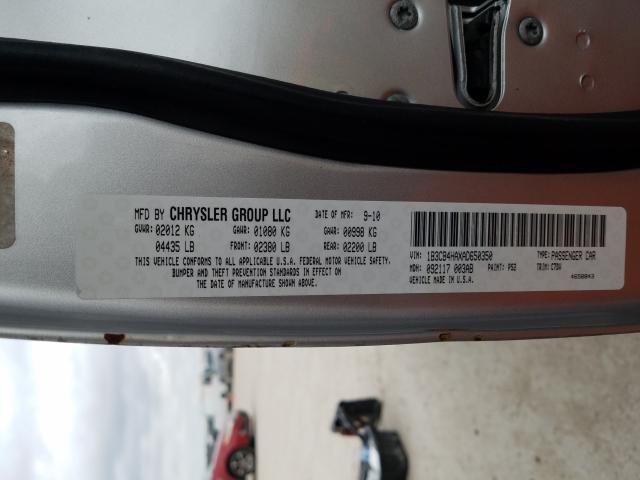 MFD BY CHRYSLER GROUP LLC DATE OF MFR: 9-10
GVWR: 02012 KG GAWR: 01080 KG GAWR: 00998 KG
04435 LB FRONT: 02380 LB REAR: 02200 LB
THIS VEHICLE CONFORMS TO ALL APPLICABLE U.S.A. FEDERAL MOTOR VEHICLE SAFETY,
BUMPER AND THEFT PREVENTION STANDARDS IN EFFECT ON
THE DATE OF MANUFACTURE SHOWN ABOVE.
VIN: 1B3CB4HAXAD650350 TYPE: PASSENGER CAR
MDH: 092117 003AB PAINT: PS2 TRIM: C7DV
VEHICLE MADE IN U.S.A. 4658043